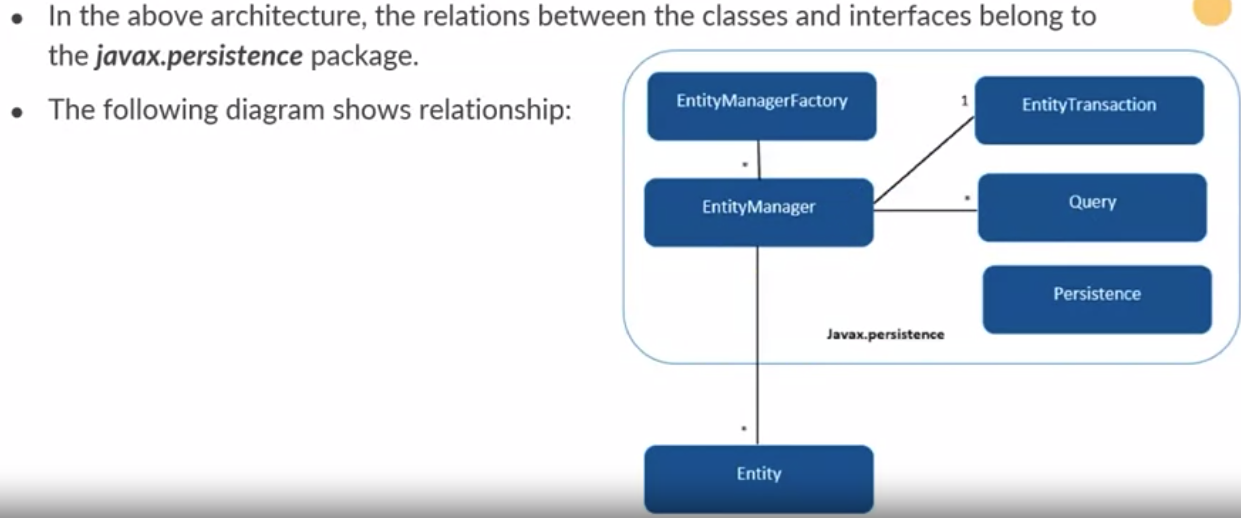 • In the above architecture, the relations between the classes and interfaces belong to
the javax.persistence package.
• The following diagram shows relationship:
EntityManagerFactory
1
EntityTransaction
*
EntityManager
*
Query
Persistence
Javax.persistence
*
Entity